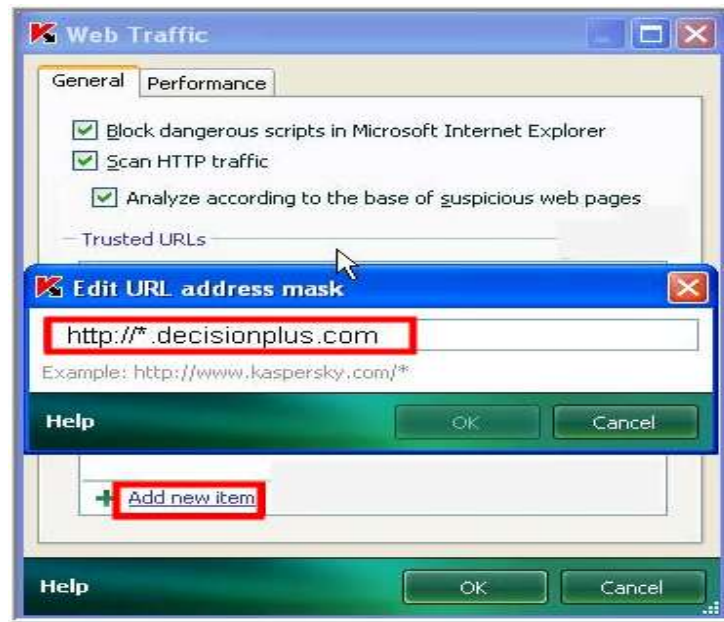 Web Traffic
General Performance
Block dangerous scripts in Microsoft Internet Explorer
Scan HTTP traffic
Analyze according to the base of suspicious web pages
Trusted URLs
Edit URL address mask
http://*.decisionplus.com
Example: http://www.kaspersky.com/*
Help OK Cancel
Add new item
Help OK Cancel